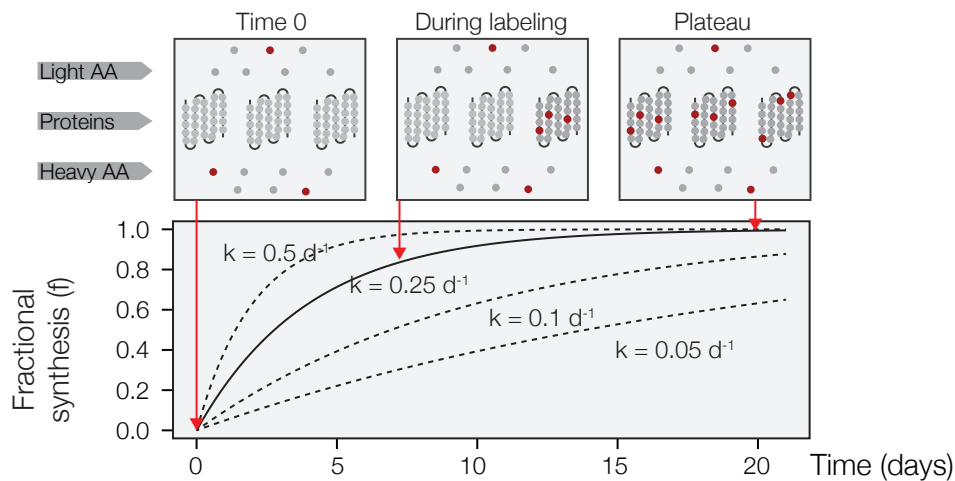 Time 0
During labeling
Plateau
Light AA
Proteins
Heavy AA
Fractional
synthesis (f)
1.0
0.8
0.6
0.4
0.2
0.0
k = 0.5 d-1
k = 0.25 d-1
k = 0.1 d-1
k = 0.05 d-1
0
5
10
15
20
Time (days)